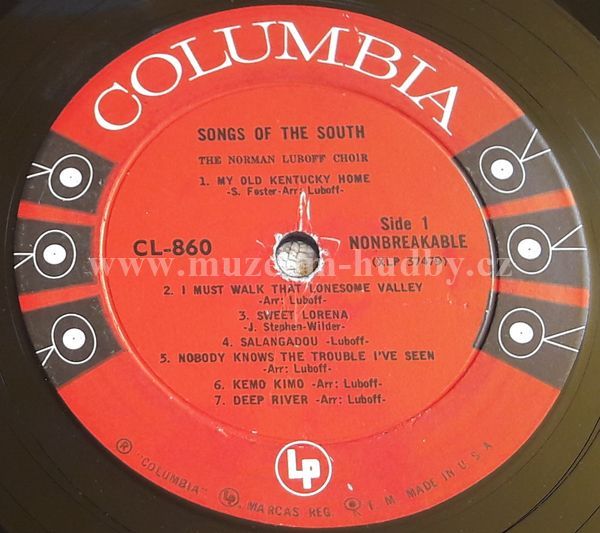 COLUMBIA
SONGS OF THE SOUTH
THE NORMAN LUBOFF CHOIR
1. MY OLD KENTUCKY HOME
-S. Foster-Arr: Luboff-
CL-860
Side 1
NONBREAKABLE
(XLP 37479)
www.muzeum-hudby.cz
2. I MUST WALK THAT LONESOME VALLEY
-Arr: Luboff-
3. SWEET LORENA
-J. Stephen-Wilder-
4. SALANGADOU -Luboff-
5. NOBODY KNOWS THE TROUBLE I'VE SEEN
-Arr: Luboff-
6. KEMO KIMO -Arr: Luboff-
7. DEEP RIVER -Arr: Luboff-
Lp
® "COLUMBIA" Lp, MARCAS REG. ® E. M. MADE IN U.S.A